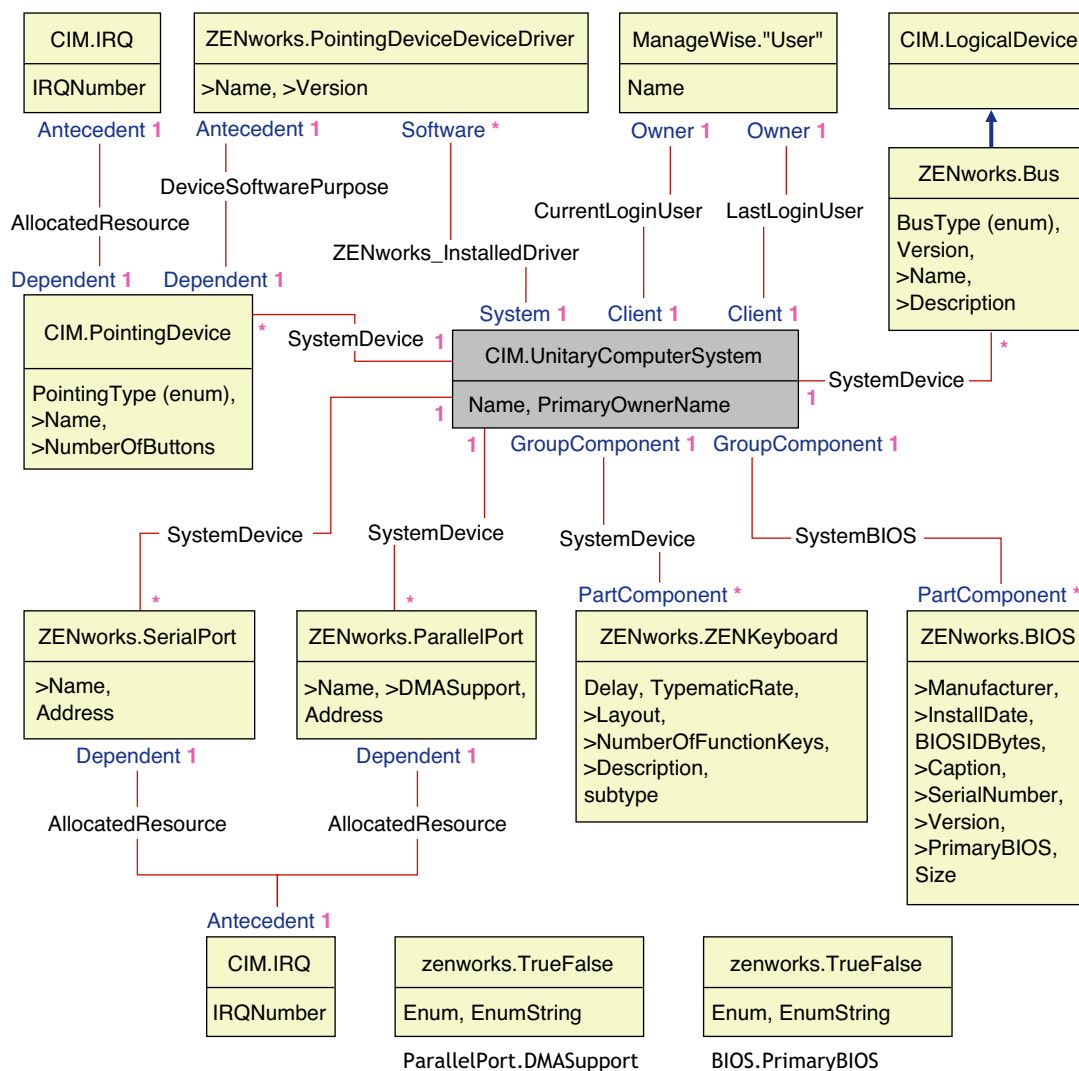 CIM.IRQ
IRQNumber
ZENworks.PointingDeviceDeviceDriver
>Name, >Version
ManageWise."User"
Name
CIM.LogicalDevice
Antecedent 1
Antecedent 1
Software *
Owner 1
Owner 1
DeviceSoftwarePurpose
AllocatedResource
CurrentLoginUser
LastLoginUser
ZENworks_InstalledDriver
ZENworks.Bus
BusType (enum),
Version,
>Name,
>Description
*
Dependent 1
Dependent 1
System 1
Client 1
Client 1
CIM.PointingDevice
PointingType (enum),
>Name,
>NumberOfButtons
*
SystemDevice
1
CIM.UnitaryComputerSystem
Name, PrimaryOwnerName
SystemDevice
1
1
1
GroupComponent 1
GroupComponent 1
SystemDevice
SystemDevice
SystemDevice
SystemBIOS
*
*
PartComponent *
PartComponent *
ZENworks.SerialPort
>Name,
Address
ZENworks.ParallelPort
>Name, >DMASupport,
Address
ZENworks.ZENKeyboard
Delay, TypematicRate,
>Layout,
>NumberOfFunctionKeys,
>Description,
subtype
ZENworks.BIOS
>Manufacturer,
>InstallDate,
BIOSIDBytes,
>Caption,
>SerialNumber,
>Version,
>PrimaryBIOS,
Size
Dependent 1
Dependent 1
AllocatedResource
AllocatedResource
Antecedent 1
CIM.IRQ
IRQNumber
zenworks.TrueFalse
Enum, EnumString
ParallelPort.DMASupport
zenworks.TrueFalse
Enum, EnumString
BIOS.PrimaryBIOS